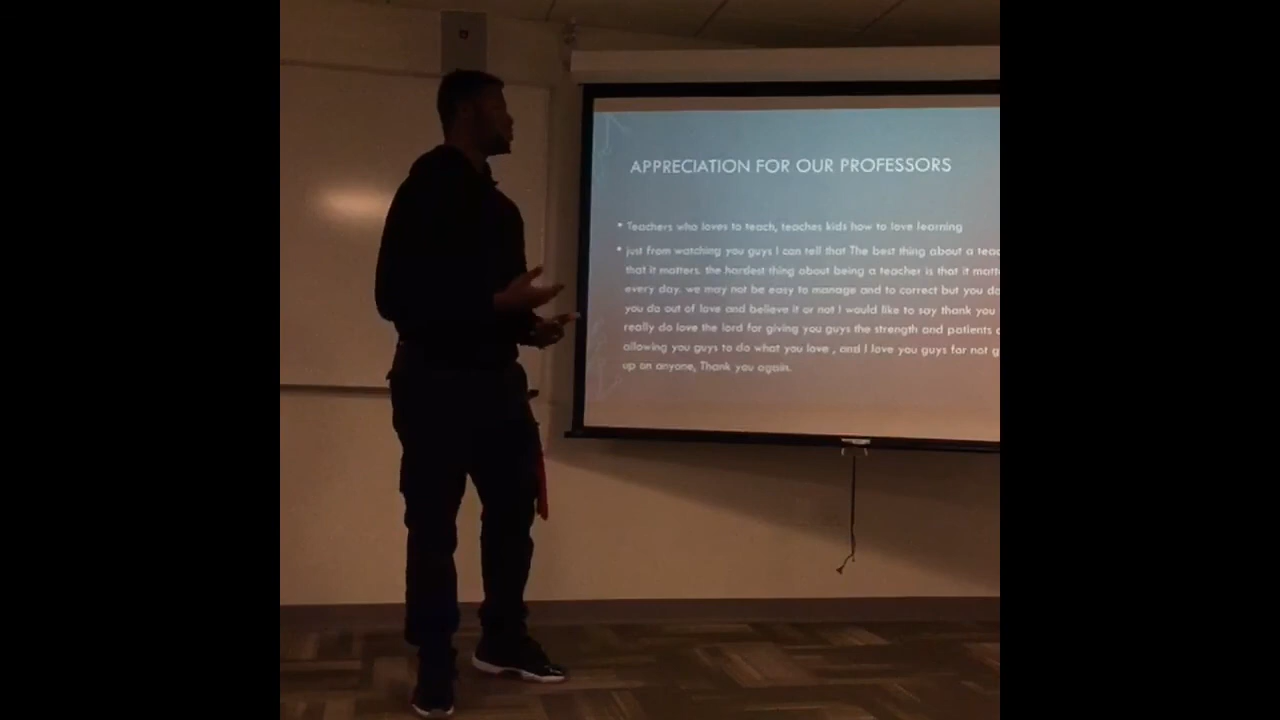 APPRECIATION FOR OUR PROFESSORS
• Teachers who loves to teach, teaches kids how to love learning
• just from watching you guys I can tell that The best thing about a teac
that it matters. the hardest thing about being a teacher is that it matt
every day. we may not be easy to manage and to correct but you do
you do out of love and believe it or not I would like to say thank you
really do love the lord for giving you guys the strength and patients
allowing you guys to do what you love , and I love you guys for not g
up on anyone, Thank you again.